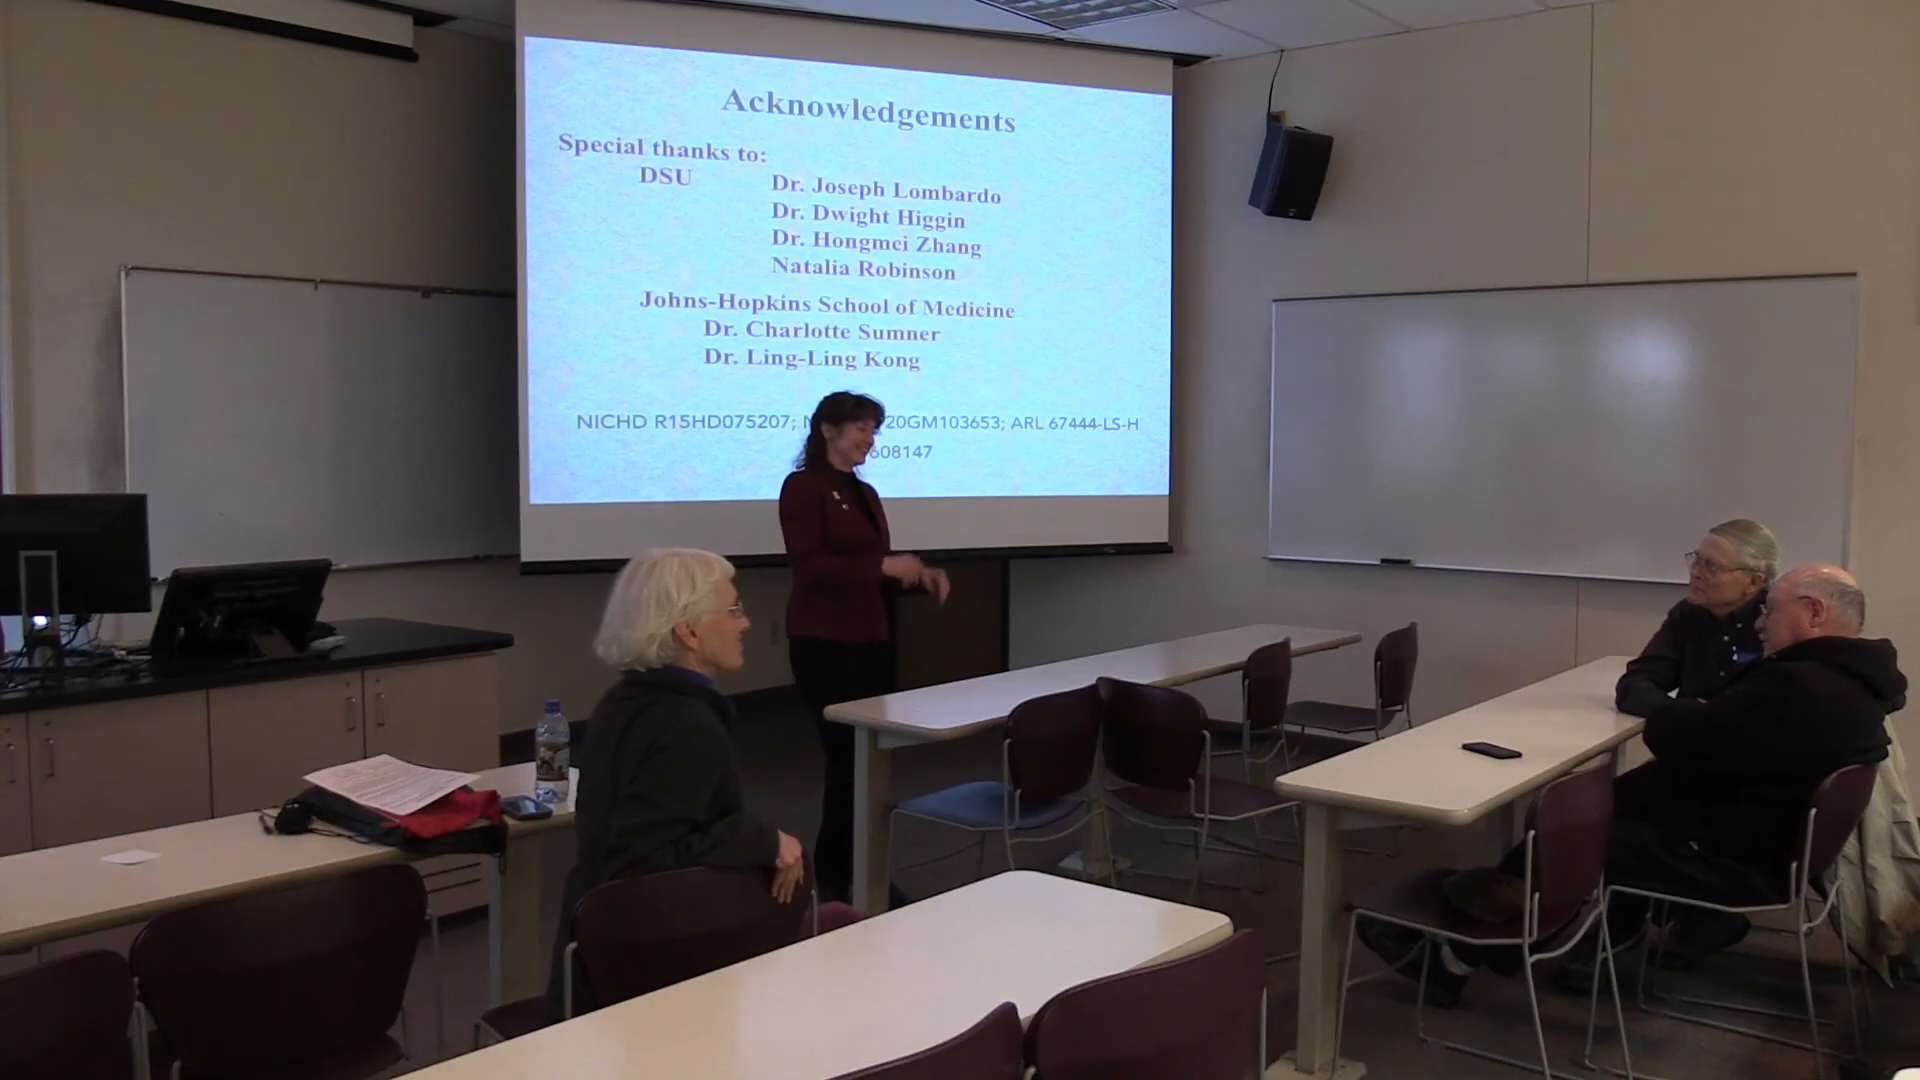 Acknowledgements
Special thanks to:
DSU Dr. Joseph Lombardo
Dr. Dwight Higgin
Dr. Hongmei Zhang
Natalia Robinson
Johns-Hopkins School of Medicine
Dr. Charlotte Sumner
Dr. Ling-Ling Kong
NICHD R15HD075207; 20GM103653; ARL 67444-LS-H
608147